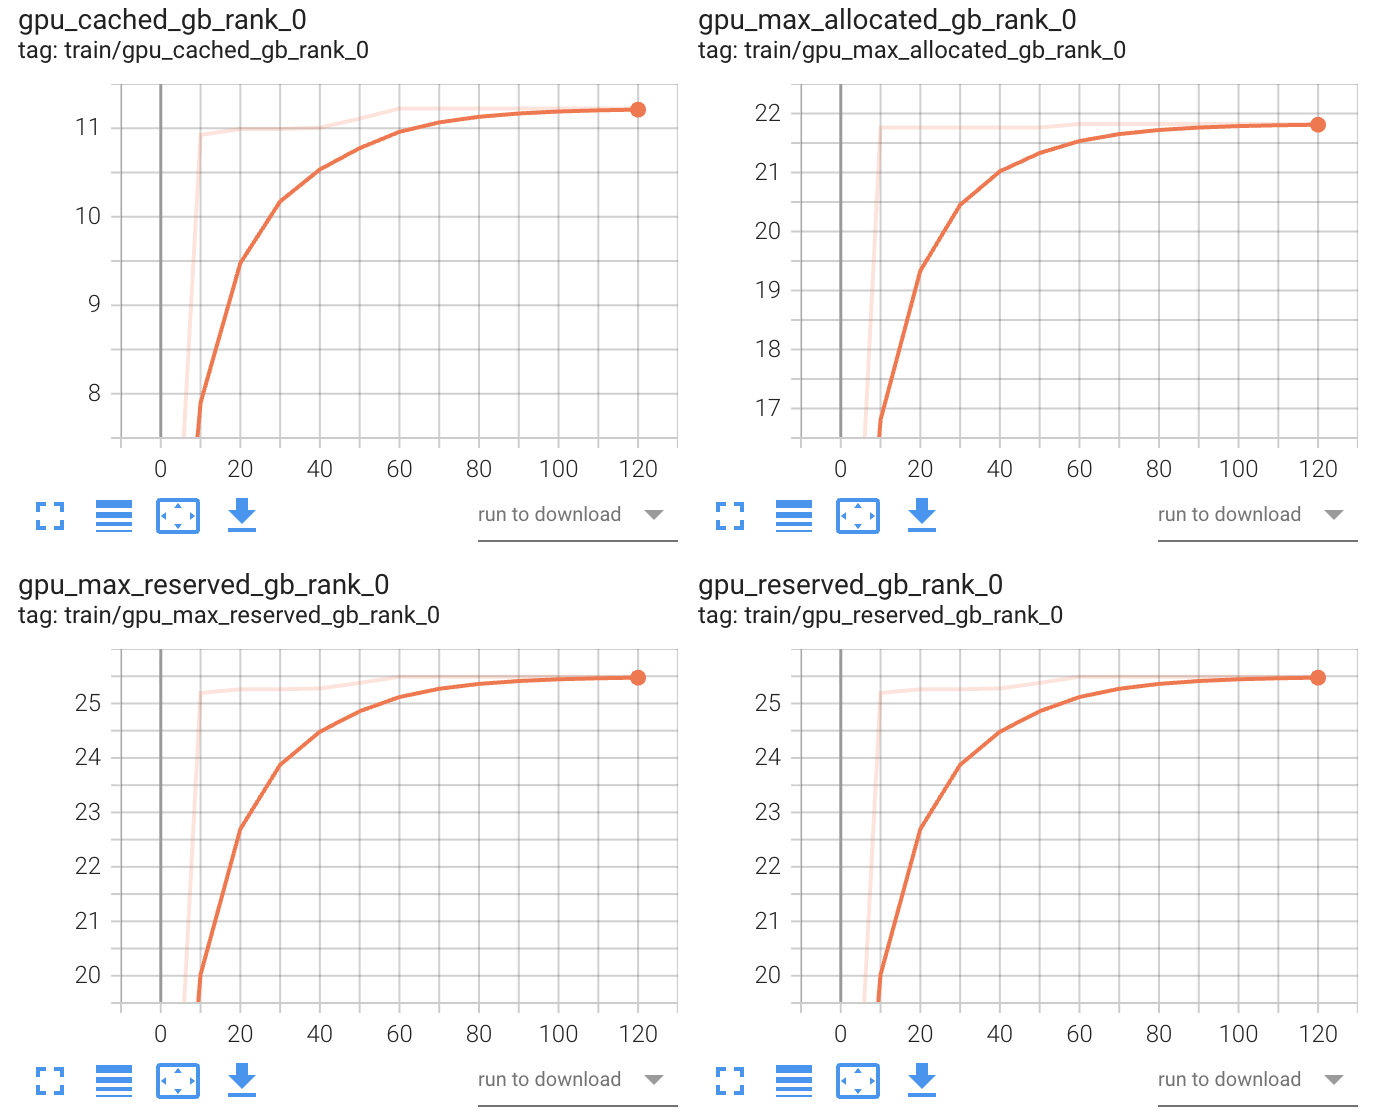 gpu_cached_gb_rank_0
tag: train/gpu_cached_gb_rank_0
11
10
9
8
0 20 40 60 80 100 120
run to download
gpu_max_allocated_gb_rank_0
tag: train/gpu_max_allocated_gb_rank_0
22
21
20
19
18
17
0 20 40 60 80 100 120
run to download
gpu_max_reserved_gb_rank_0
tag: train/gpu_max_reserved_gb_rank_0
25
24
23
22
21
20
0 20 40 60 80 100 120
run to download
gpu_reserved_gb_rank_0
tag: train/gpu_reserved_gb_rank_0
25
24
23
22
21
20
0 20 40 60 80 100 120
run to download